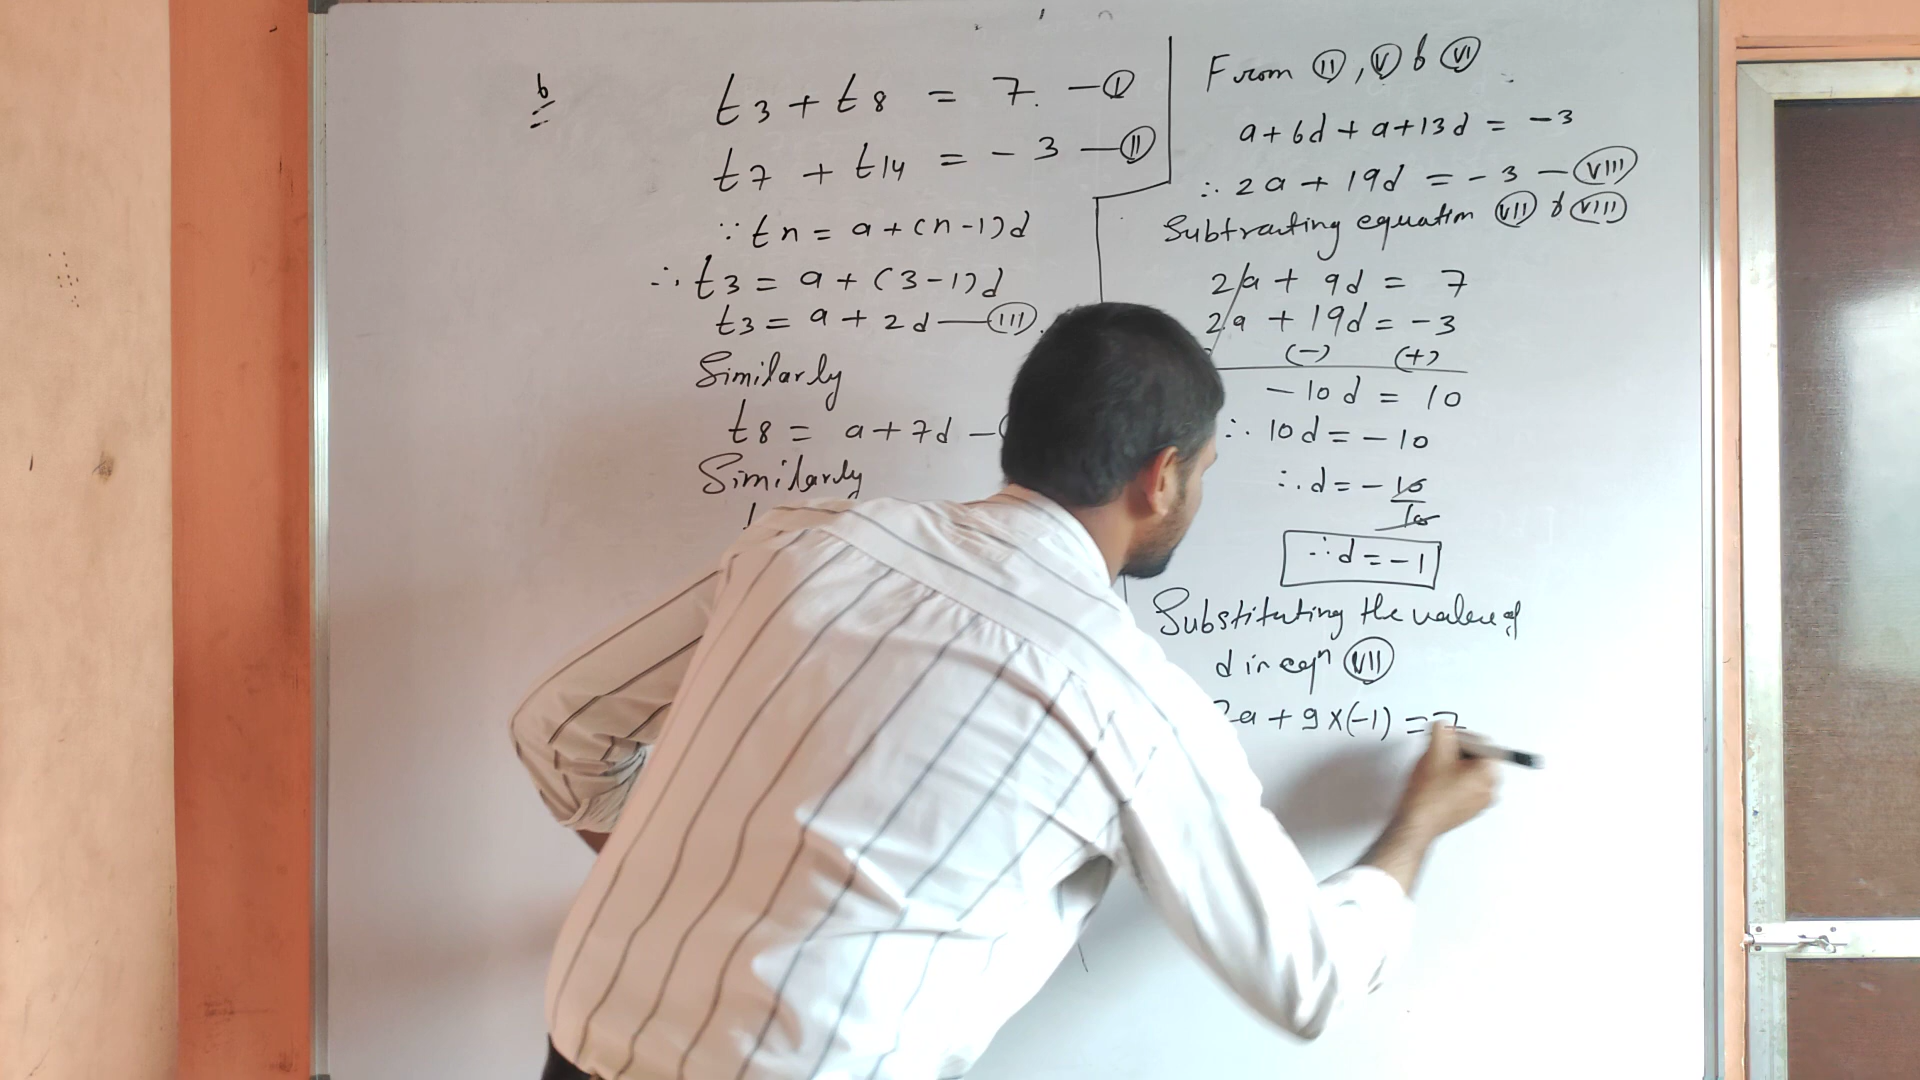 b
t3 + t8 = 7. — I
t7 + t14 = - 3 — II
∵ tn = a + (n-1)d
∴ t3 = a + (3-1)d
t3 = a + 2d — III
Similarly
t8 = a + 7d —
Similarly
From II, V & VI
a + 6d + a + 13d = -3
∴ 2a + 19d = -3 — VIII
Subtracting equation VII & VIII
2a + 9d = 7
2a + 19d = -3
(-) (+)
-10d = 10
∴ 10d = -10
∴ d = - 10/10
∴ d = -1
Substituting the value of
d in eqn VII
2a + 9 x (-1) = 7